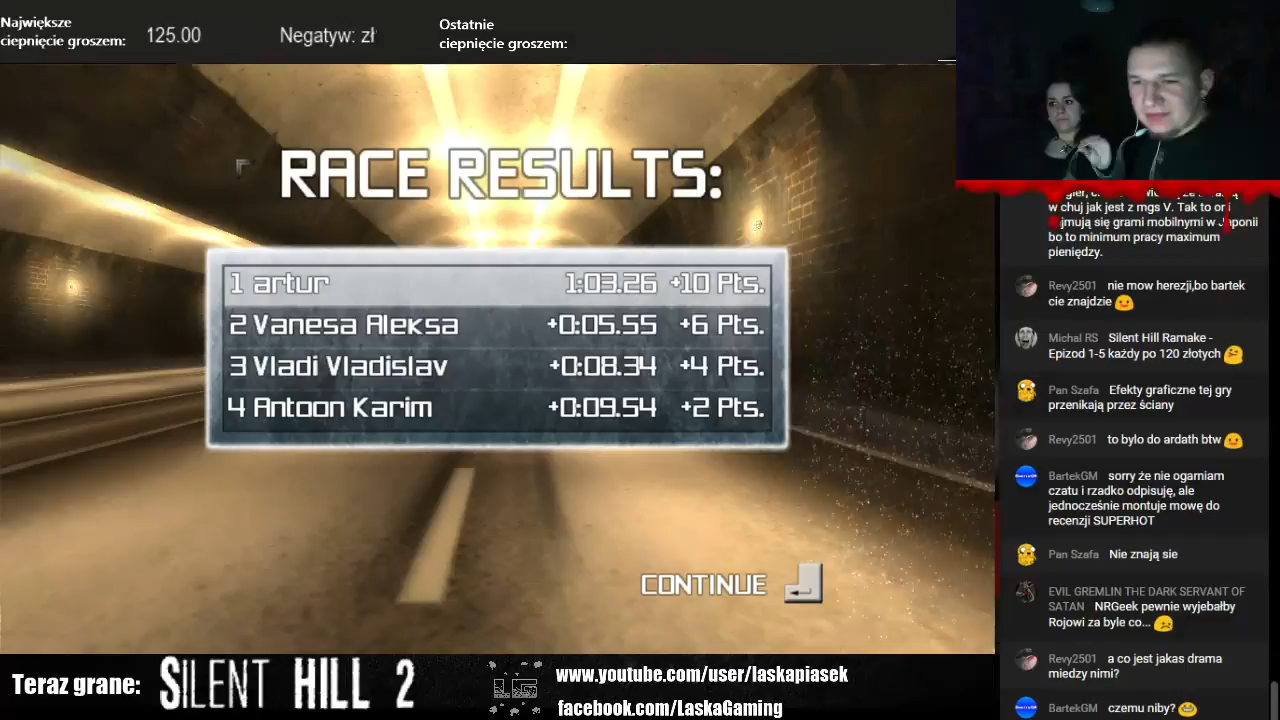 Największe
ciepnięcie groszem:
125.00
Negatyw: zł
Ostatnie
ciepnięcie groszem:
RACE RESULTS:
1 artur 1:03.26 +10 Pts.
2 Vanesa Aleksa +0:05.55 +6 Pts.
3 Vladi Vladislav +0:08.34 +4 Pts.
4 Antoon Karim +0:09.54 +2 Pts.
CONTINUE
w chuj jak jest z mgs V. Tak to oni
zajmują się grami mobilnymi w Japonii
bo to minimum pracy maximum
pieniędzy.
Revy2501 nie mow herezji,bo bartek
cie znajdzie
Michal RS Silent Hill Ramake -
Epizod 1-5 każdy po 120 złotych
Pan Szafa Efekty graficzne tej gry
przenikają przez ściany
Revy2501 to bylo do ardath btw
BartekGM sorry że nie ogarniam
czatu i rzadko odpisuję, ale
jednocześnie montuje mowę do
recenzji SUPERHOT
Pan Szafa Nie znają sie
EVIL GREMLIN THE DARK SERVANT OF
SATAN NRGeek pewnie wyjebałby
Rojowi za byle co...
Revy2501 a co jest jakas drama
miedzy nimi?
BartekGM czemu niby?
Teraz grane: SILENT HILL 2
LG
www.youtube.com/user/laskapiasek
facebook.com/LaskaGaming